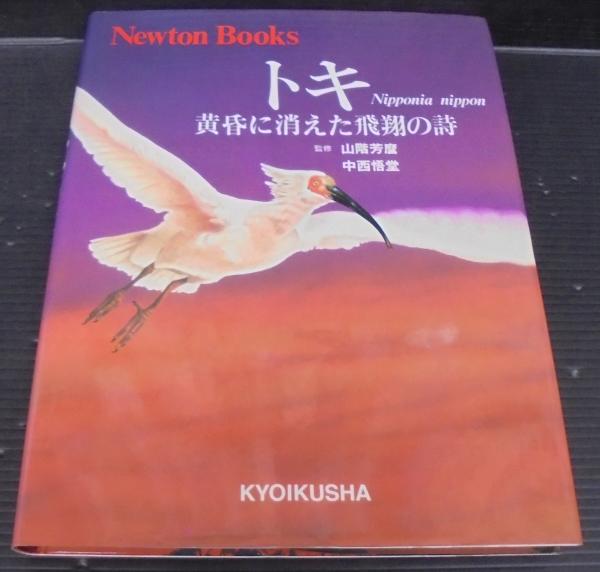 Newton Books
トキ
Nipponia nippon
黄昏に消えた飛翔の詩
監修 山階芳麿
中西悟堂
KYOIKUSHA